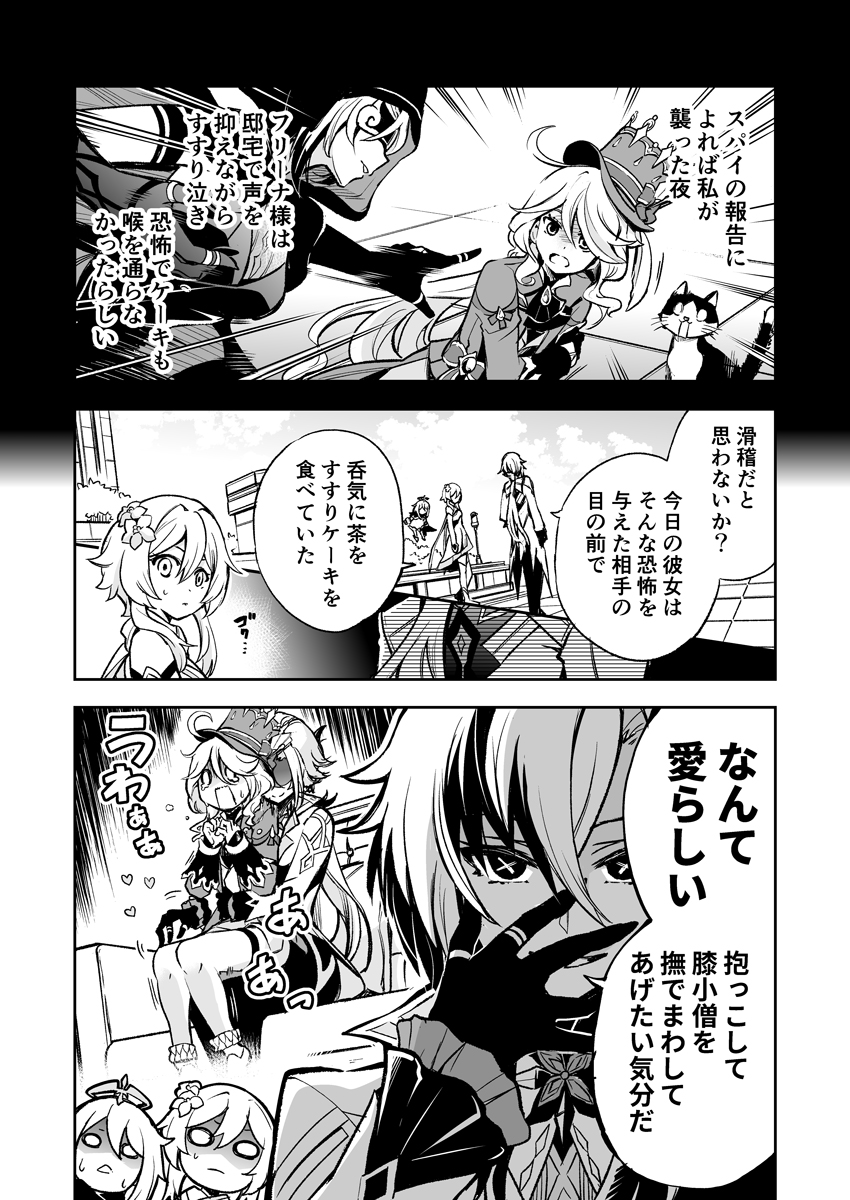 スパイの報告に
よれば私が
襲った夜
フリーナ様は
邸宅で声を
抑えながら
すすり泣き
恐怖でケーキも
喉を通らな
かったらしい
滑稽だと
思わないか?
今日の彼女は
そんな恐怖を
与えた相手の
目の前で
呑気に茶を
すすりケーキを
食べていた
ゴク…
なんて
愛らしい
抱っこして
膝小僧を
撫でまわして
あげたい気分だ
うわぁぁ
あぁあぁっ